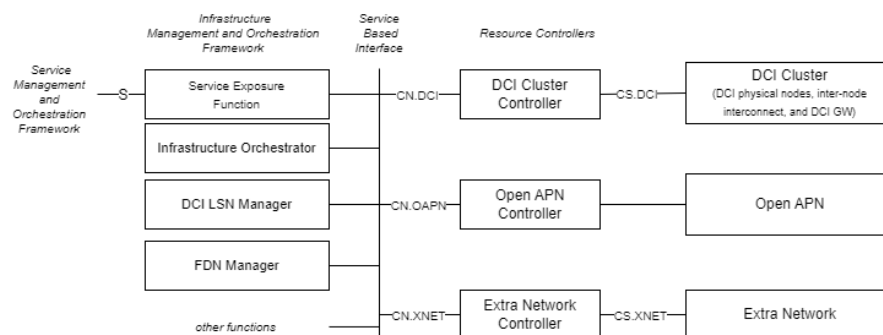 Infrastructure
Management and Orchestration
Framework
Service
Based
Interface
Resource Controllers
Service
Management
and
Orchestration
Framework
S
Service Exposure
Function
CN.DCI
DCI Cluster
Controller
CS.DCI
DCI Cluster
(DCI physical nodes, inter-node
interconnect, and DCI GW)
Infrastructure Orchestrator
DCI LSN Manager
CN.OAPN
Open APN
Controller
Open APN
FDN Manager
other functions
CN.XNET
Extra Network
Controller
CS.XNET
Extra Network